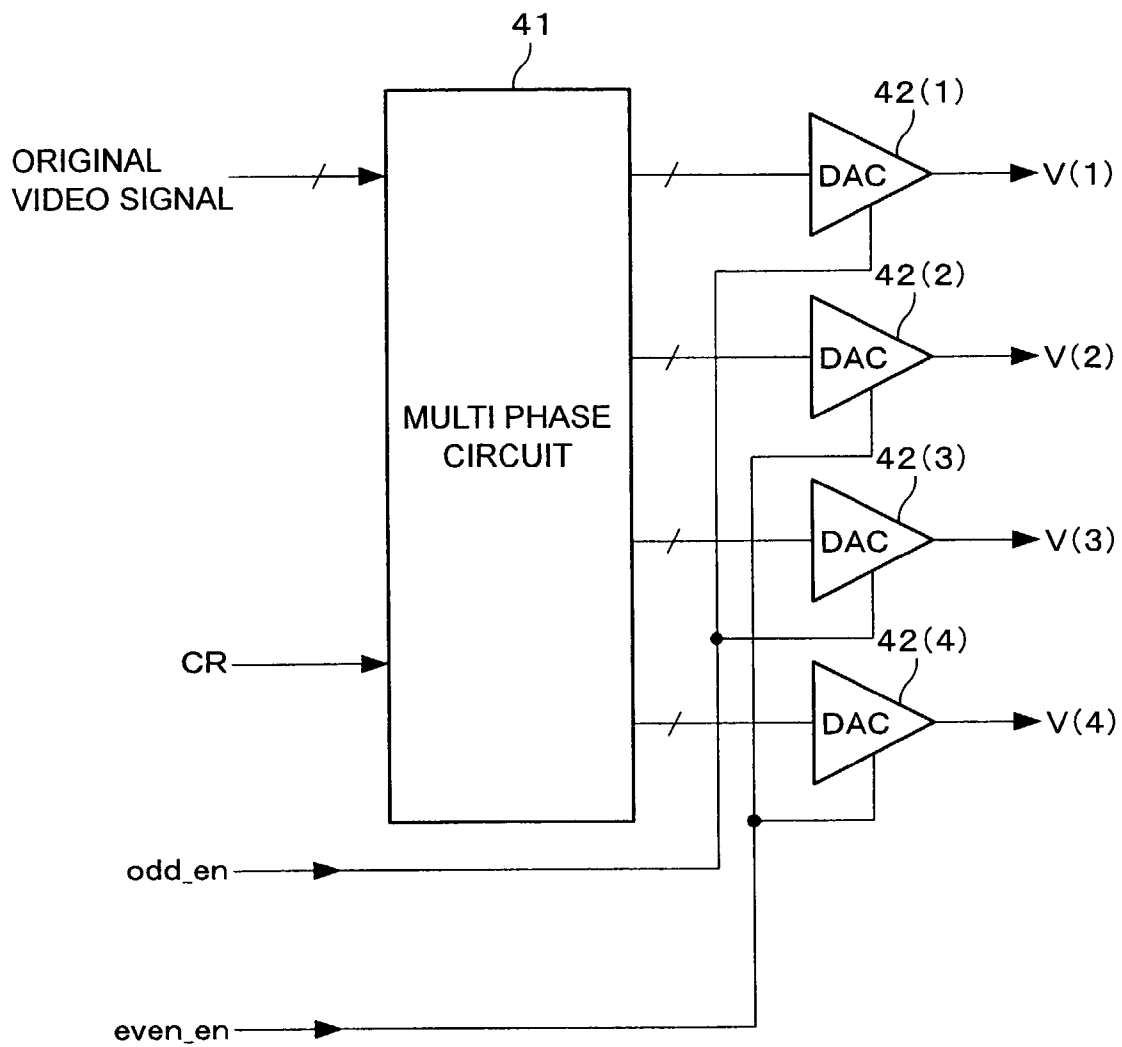 41
42(1)
ORIGINAL
VIDEO SIGNAL
DAC
V(1)
42(2)
DAC
V(2)
MULTI PHASE
CIRCUIT
42(3)
DAC
V(3)
42(4)
CR
DAC
V(4)
odd_en
even_en